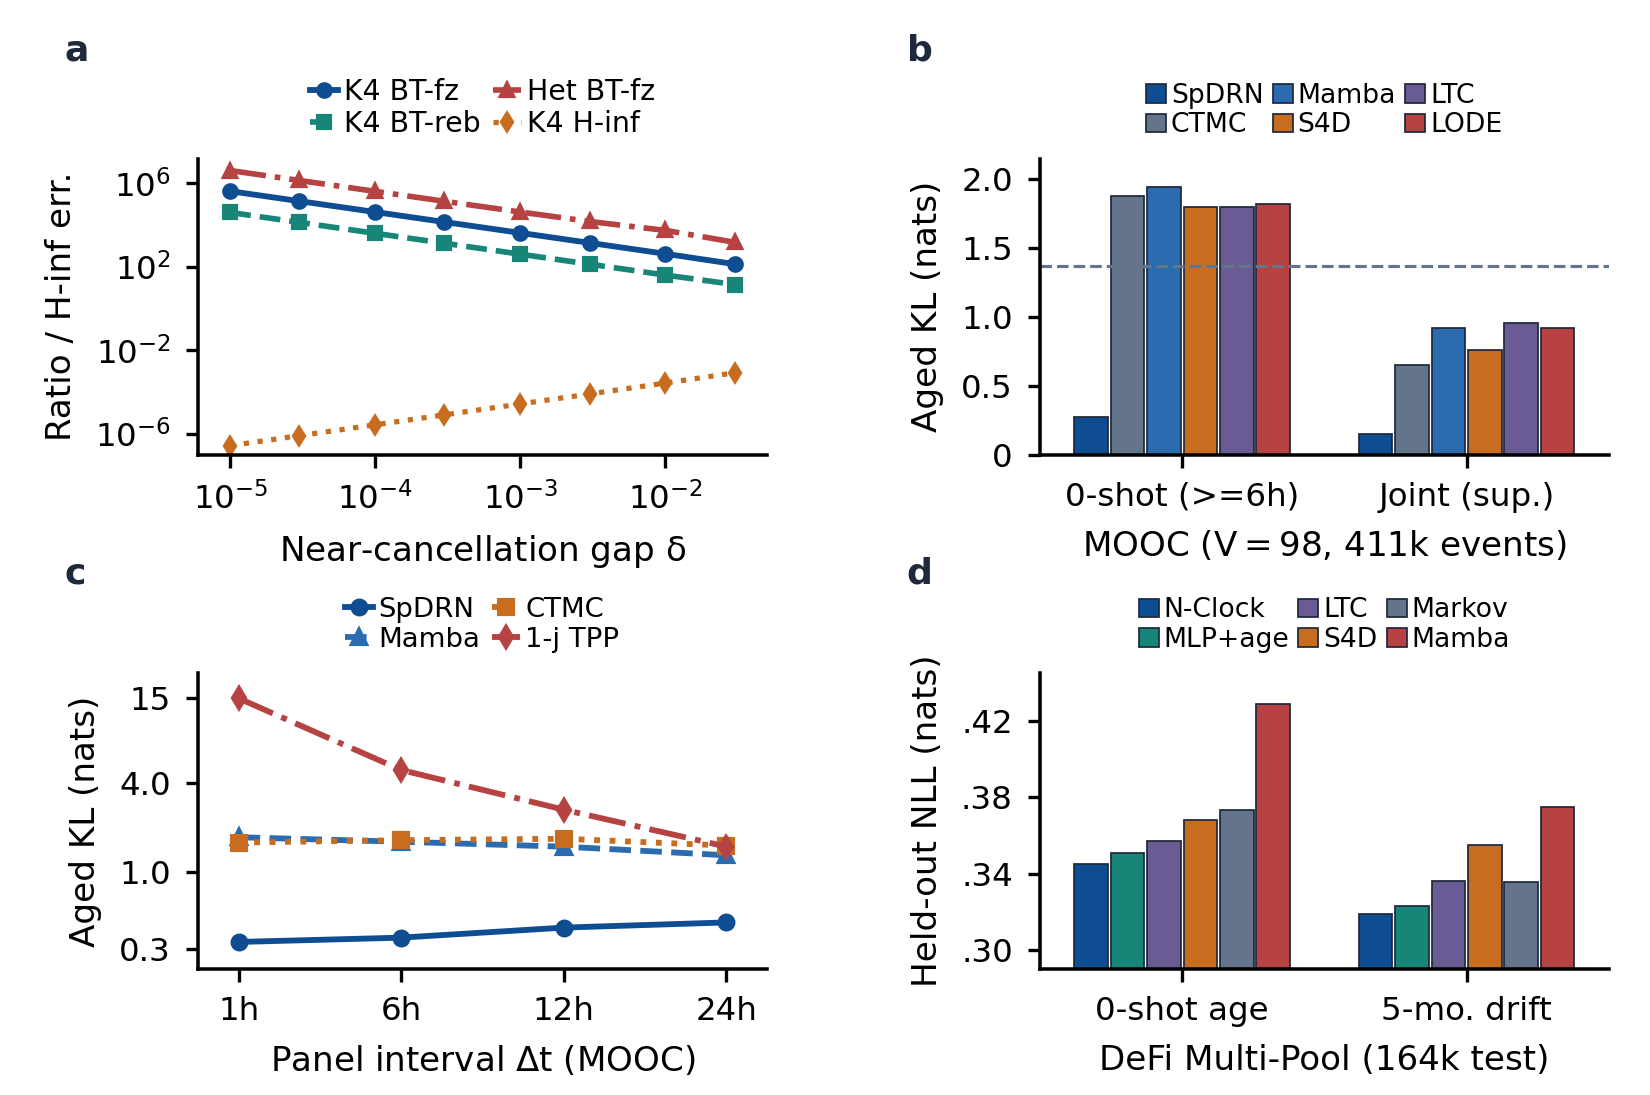 a
K4 BT-fz Het BT-fz
K4 BT-reb K4 H-inf
Ratio / H-inf err.
10⁶
10²
10⁻²
10⁻⁶
10⁻⁵ 10⁻⁴ 10⁻³ 10⁻²
Near-cancellation gap δ
b
SpDRN Mamba LTC
CTMC S4D LODE
Aged KL (nats)
2.0
1.5
1.0
0.5
0
0-shot (>=6h) Joint (sup.)
MOOC (V = 98, 411k events)
c
SpDRN CTMC
Mamba 1-j TPP
Aged KL (nats)
15
4.0
1.0
0.3
1h 6h 12h 24h
Panel interval Δt (MOOC)
d
N-Clock LTC Markov
MLP+age S4D Mamba
Held-out NLL (nats)
.42
.38
.34
.30
0-shot age 5-mo. drift
DeFi Multi-Pool (164k test)